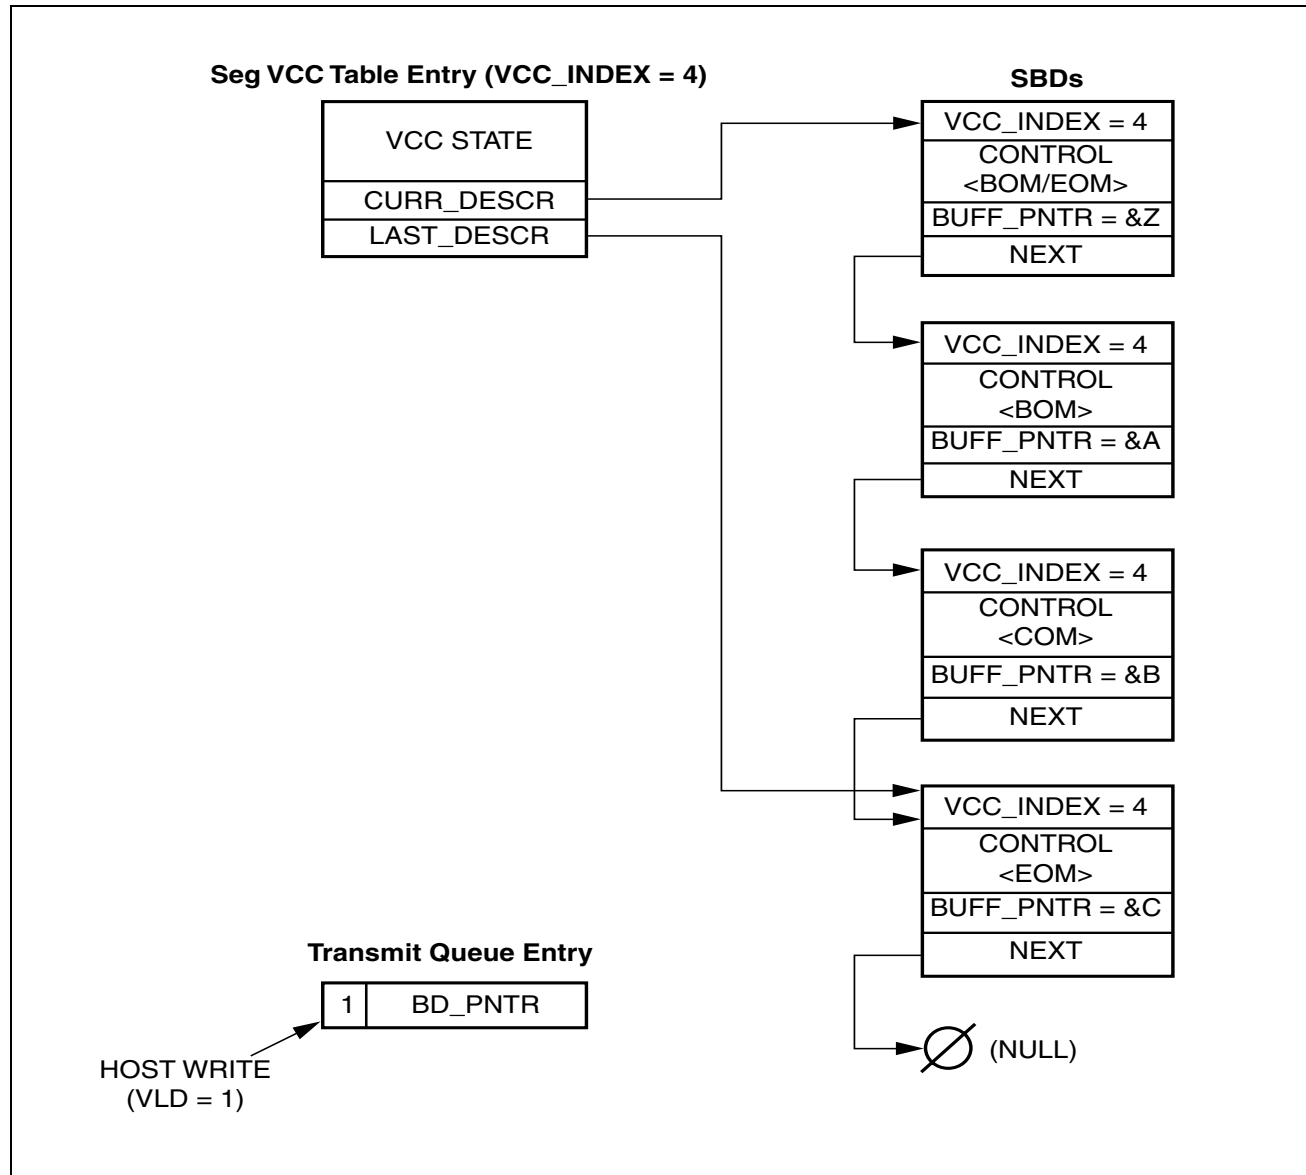 Seg VCC Table Entry (VCC_INDEX = 4)
VCC STATE
CURR_DESCR
LAST_DESCR
SBDs
VCC_INDEX = 4
CONTROL
<BOM/EOM>
BUFF_PNTR = &Z
NEXT
VCC_INDEX = 4
CONTROL
<BOM>
BUFF_PNTR = &A
NEXT
VCC_INDEX = 4
CONTROL
<COM>
BUFF_PNTR = &B
NEXT
VCC_INDEX = 4
CONTROL
<EOM>
BUFF_PNTR = &C
NEXT
(NULL)
Transmit Queue Entry
1 BD_PNTR
HOST WRITE
(VLD = 1)